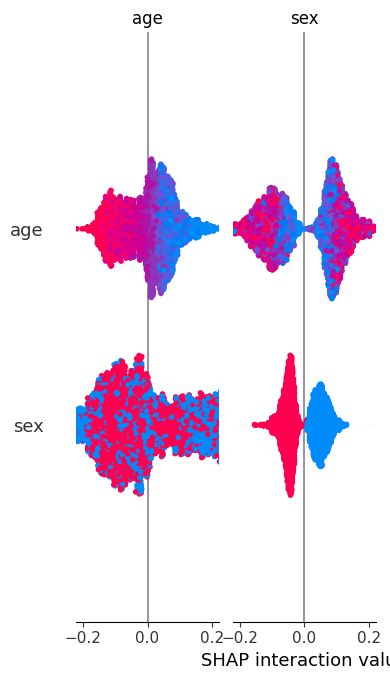 age sex
age
sex
−0.2 0.0 0.2 −0.2 0.0 0.2
SHAP interaction valu